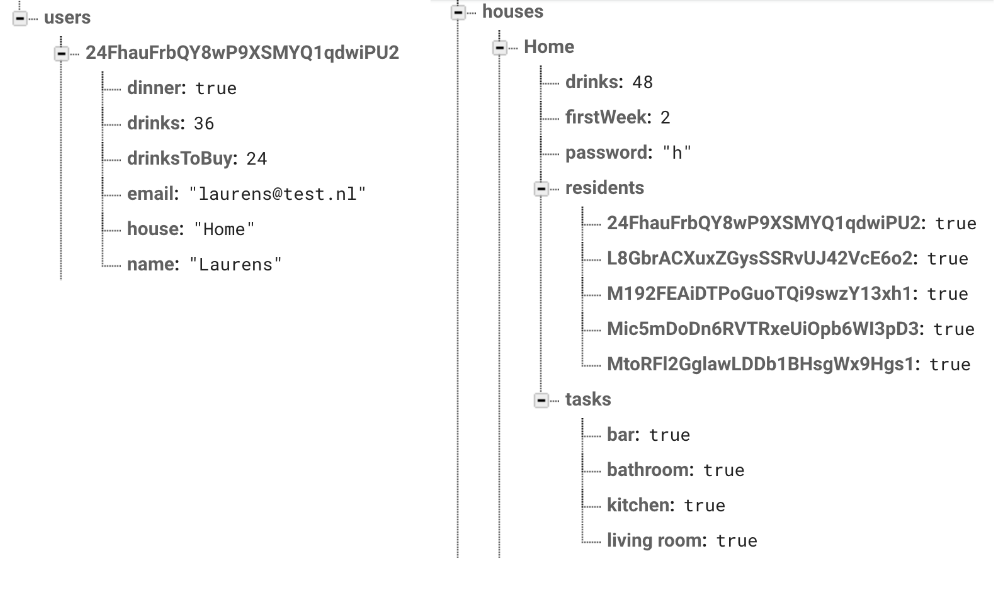 users
24FhauFrbQY8wP9XSMYQ1qdwiPU2
dinner: true
drinks: 36
drinksToBuy: 24
email: "laurens@test.nl"
house: "Home"
name: "Laurens"
houses
Home
drinks: 48
firstWeek: 2
password: "h"
residents
24FhauFrbQY8wP9XSMYQ1qdwiPU2: true
L8GbrACXuxZGysSSRvUJ42VcE6o2: true
M192FEAiDTPoGuoTQi9swzY13xh1: true
Mic5mDoDn6RVTRxeUiOpb6WI3pD3: true
MtoRFl2GglawLDDb1BHsgWx9Hgs1: true
tasks
bar: true
bathroom: true
kitchen: true
living room: true